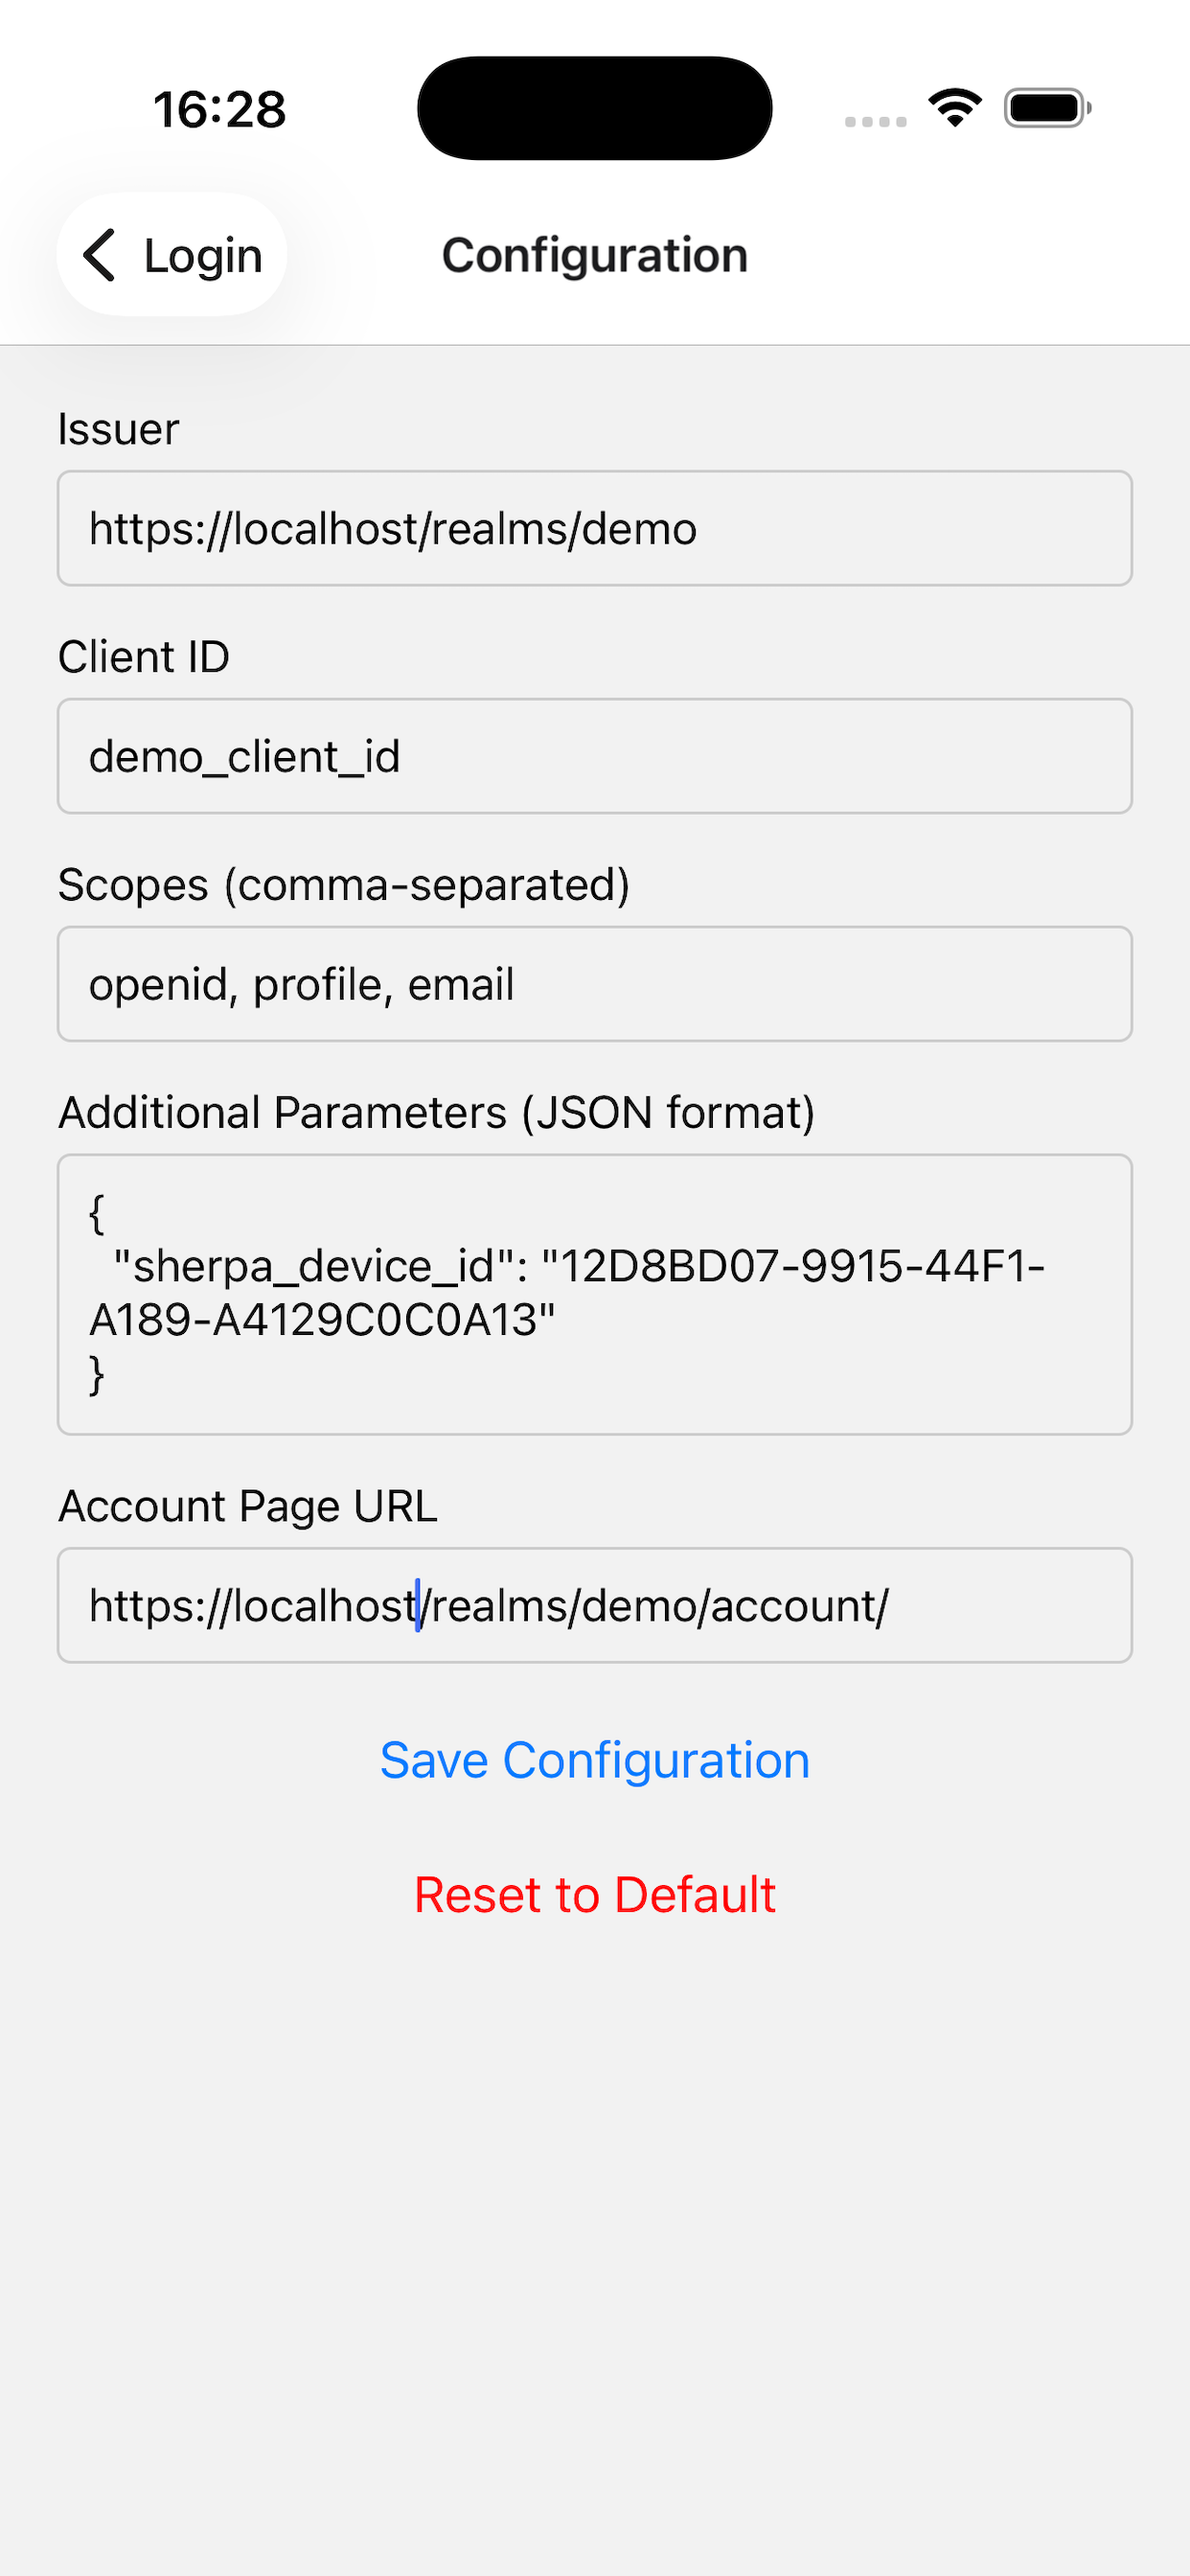 16:28
Login
Configuration
Issuer
https://localhost/realms/demo
Client ID
demo_client_id
Scopes (comma-separated)
openid, profile, email
Additional Parameters (JSON format)
{
  "sherpa_device_id": "12D8BD07-9915-44F1-
A189-A4129C0C0A13"
}
Account Page URL
https://localhost/realms/demo/account/
Save Configuration
Reset to Default